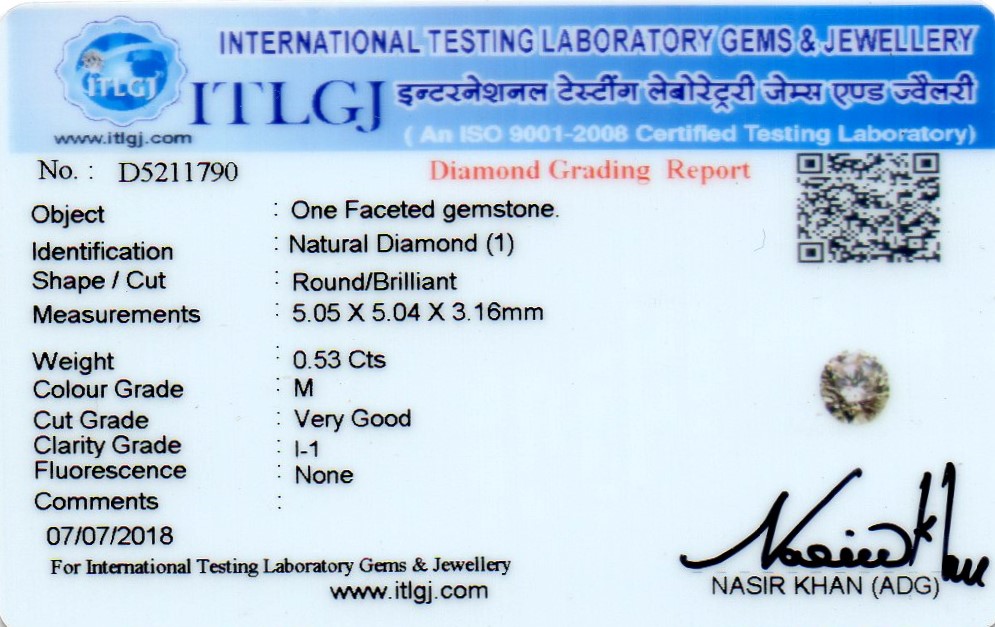 INTERNATIONAL TESTING LABORATORY GEMS & JEWELLERY
ITLGJ
ITLGJ इन्टरनेशनल टेस्टींग लेबोरेट्ररी जेम्स एण्ड ज्वैलरी
www.itlgj.com
( An ISO 9001-2008 Certified Testing Laboratory)
No. : D5211790
Diamond Grading Report
Object : One Faceted gemstone.
Identification : Natural Diamond (1)
Shape / Cut : Round/Brilliant
Measurements : 5.05 X 5.04 X 3.16mm
Weight : 0.53 Cts
Colour Grade : M
Cut Grade : Very Good
Clarity Grade : I-1
Fluorescence : None
Comments :
07/07/2018
For International Testing Laboratory Gems & Jewellery
www.itlgj.com
Nasir Khan
NASIR KHAN (ADG)